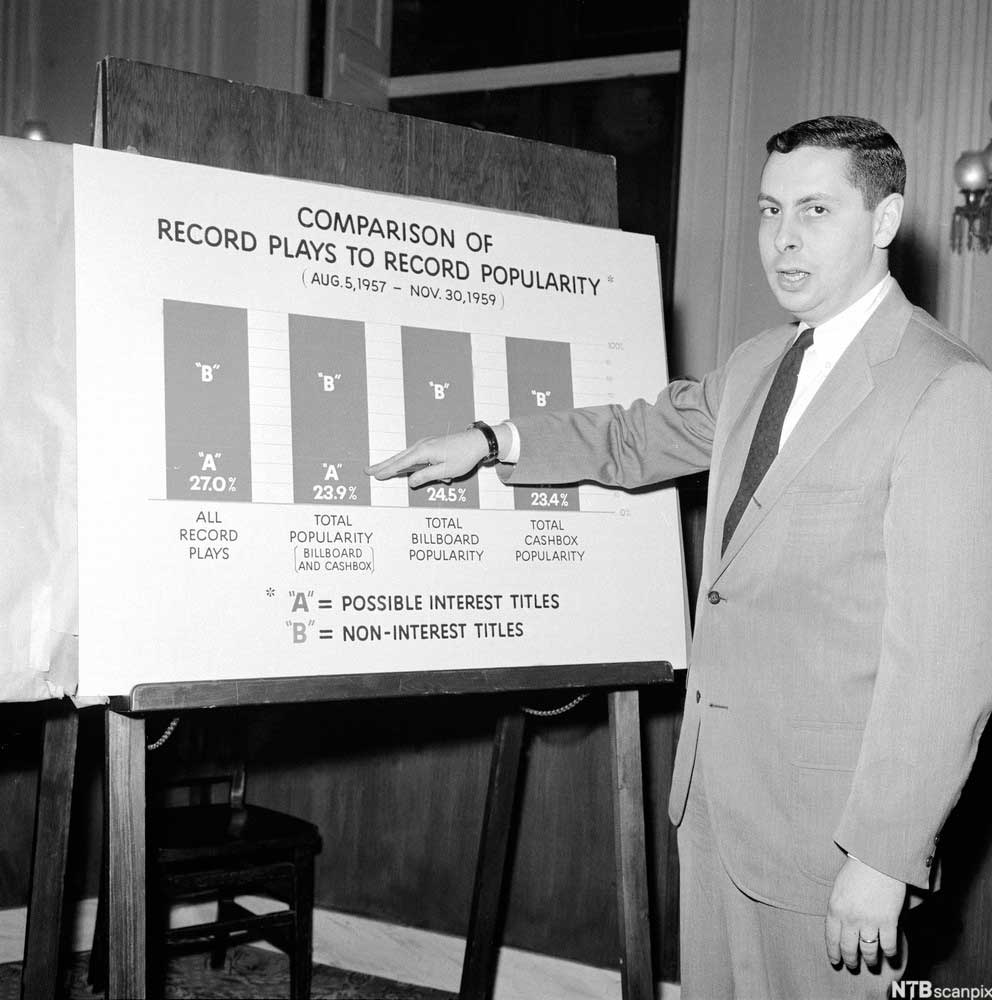 COMPARISON OF
RECORD PLAYS TO RECORD POPULARITY *
(AUG. 5, 1957 – NOV. 30, 1959)
100%
"B" "B" "B" "B"
"A" "A"
27.0% 23.9% 24.5% 23.4%
0%
ALL
RECORD
PLAYS
TOTAL
POPULARITY
[BILLBOARD
AND CASHBOX]
TOTAL
BILLBOARD
POPULARITY
TOTAL
CASHBOX
POPULARITY
* "A" = POSSIBLE INTEREST TITLES
"B" = NON-INTEREST TITLES
NTBscanpix